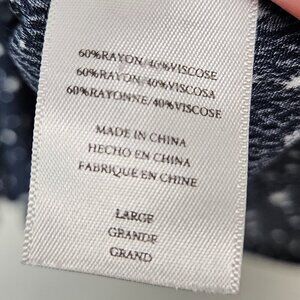 60%RAYON/40%VISCOSE
60%RAYON/40%VISCOSA
60%RAYONNE/40%VISCOSE
MADE IN CHINA
HECHO EN CHINA
FABRIQUÉ EN CHINE
LARGE
GRANDE
GRAND